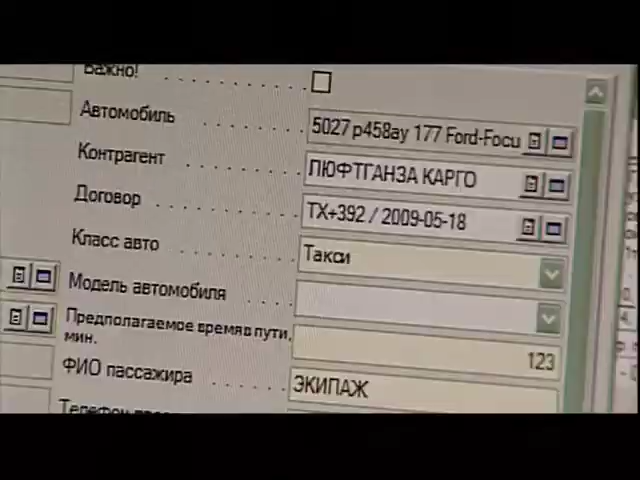 Важно!
Автомобиль 5027 р458ау 177 Ford-Focu
Контрагент ЛЮФТГАНЗА КАРГО
Договор ТХ+392 / 2009-05-18
Класс авто Такси
Модель автомобиля
Предполагаемое время в пути,
мин. 123
ФИО пассажира ЭКИПАЖ
Телефон